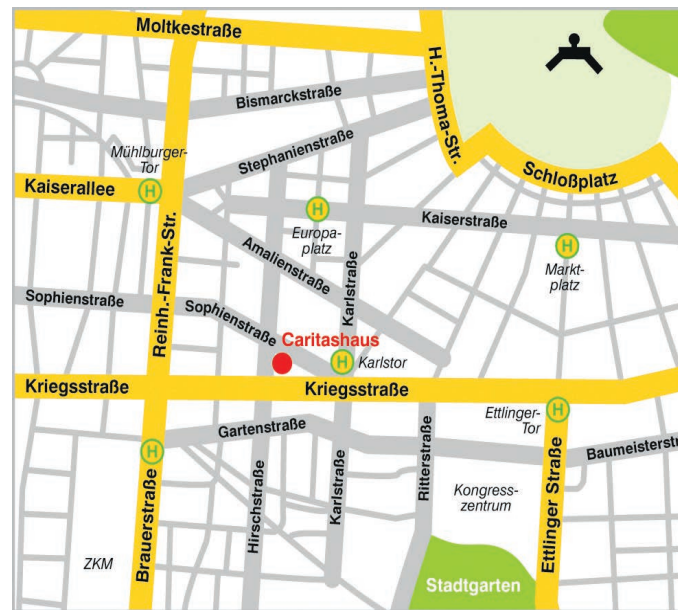 Moltkestraße
H.-Thoma-Str.
Bismarckstraße
Stephanienstraße
Mühlburger-
Tor
H
Kaiserallee
Schloßplatz
H
Kaiserstraße
Europa-
platz
H
Markt-
platz
Reinh.-Frank-Str.
Amalienstraße
Karlstraße
Sophienstraße
Sophienstraße
Caritashaus
H
Karlstor
Kriegsstraße
Kriegsstraße
H
Ettlinger-
Tor
Gartenstraße
H
Baumeisterstr
Hirschstraße
Karlstraße
Ritterstraße
Kongress-
zentrum
Ettlinger Straße
Brauerstraße
ZKM
Stadtgarten